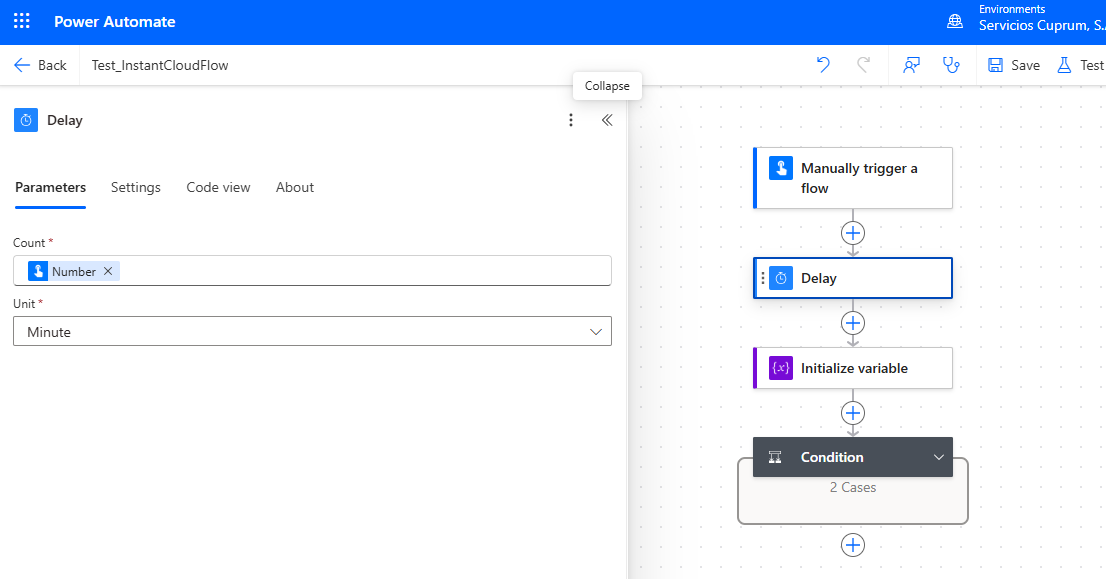 Power Automate
Environments
Servicios Cuprum, S..
Back
Test_InstantCloudFlow
Save
Test
Collapse
Delay
Parameters
Settings
Code view
About
Count *
Number
Unit *
Minute
Manually trigger a
flow
Delay
{x}
Initialize variable
Condition
2 Cases